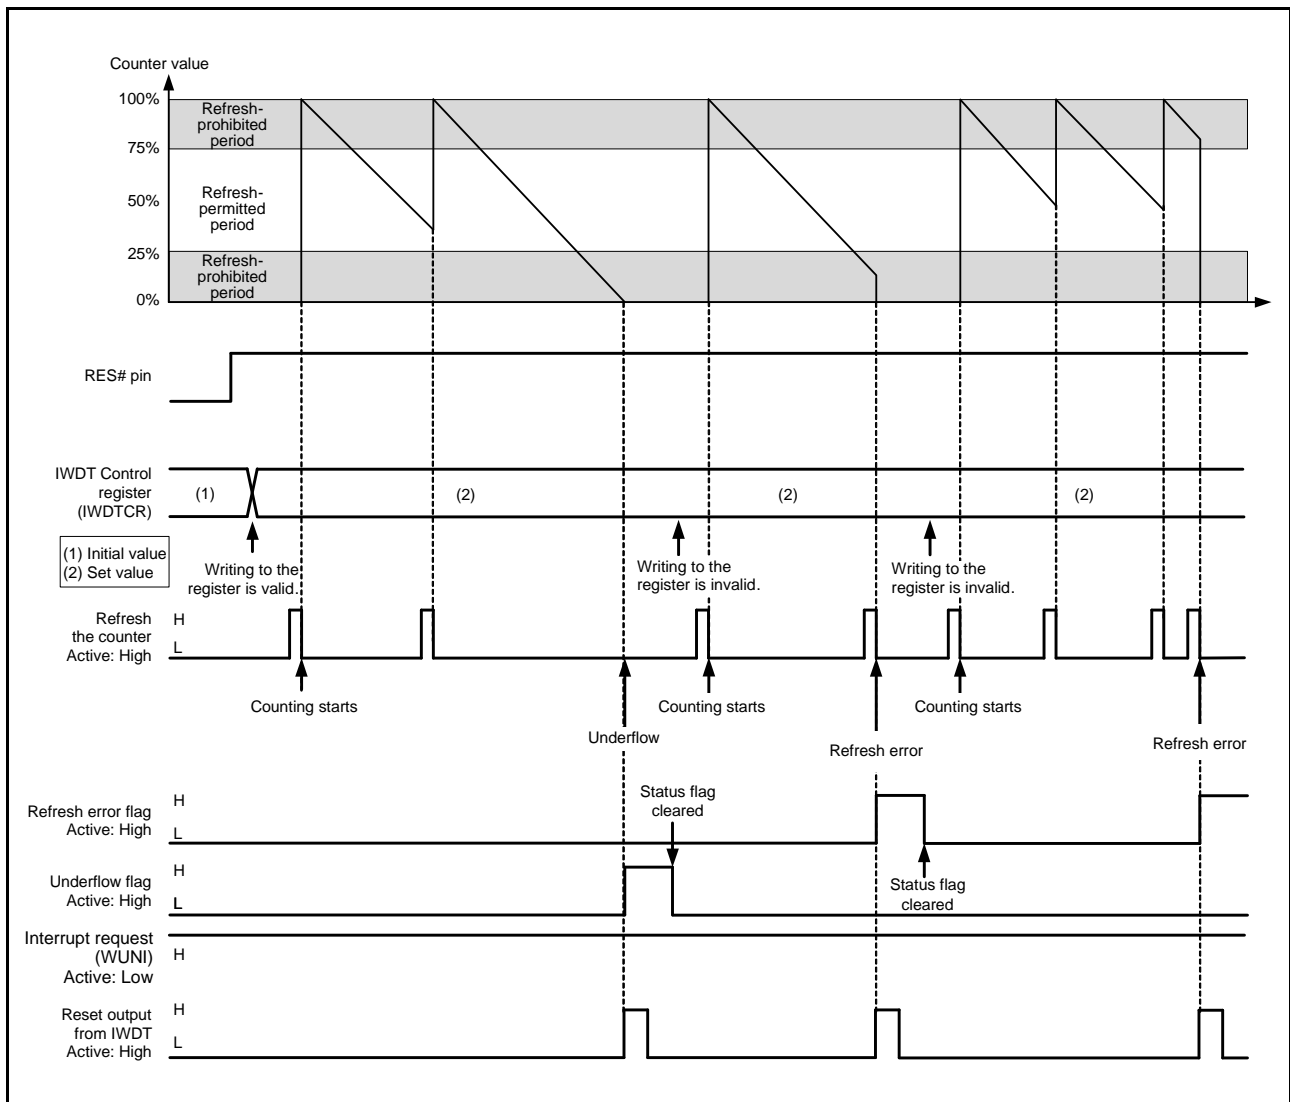 Counter value
100%
Refresh-
prohibited
period
75%
Refresh-
permitted
period
50%
25%
Refresh-
prohibited
period
0%
RES# pin
IWDT Control
register
(IWDTCR)
(1)
(2)
(2)
(2)
(1) Initial value
(2) Set value
Writing to the
register is valid.
Writing to the
register is invalid.
Writing to the
register is invalid.
Refresh
the counter
Active: High
H
L
Counting starts
Counting starts
Counting starts
Underflow
Refresh error
Refresh error
Refresh error flag
Active: High
H
L
Status flag
cleared
Underflow flag
Active: High
H
L
Status flag
cleared
Interrupt request
(WUNI)
Active: Low
H
Reset output
from IWDT
Active: High
H
L